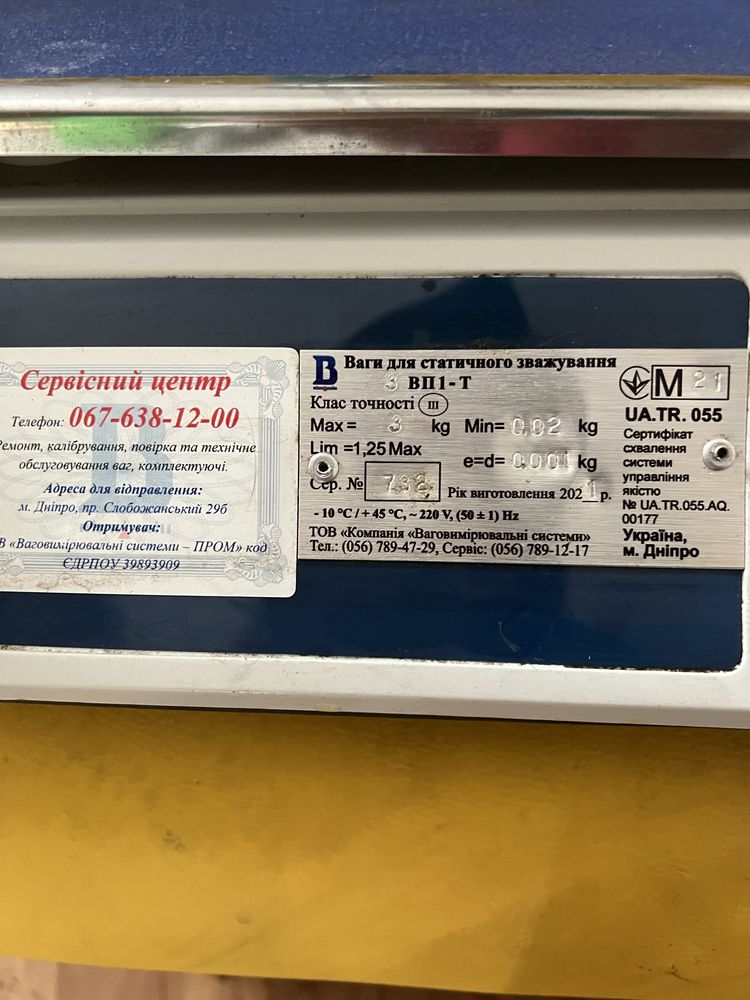 Сервісний центр
Телефон: 067-638-12-00
Ремонт, калібрування, повірка та технічне
обслуговування ваг, комплектуючі.
Адреса для відправлення:
м. Дніпро, пр. Слобожанський 29б
Отримувач:
«Ваговимірювальні системи – ПРОМ» код
ЄДРПОУ 39893909
В
Ваги для статичного зважування
3 ВП1-Т
Клас точності III
Max = 3 kg Min= 0,02 kg
Lim =1,25 Max
e=d= 0,001 kg
Сер. №
Рік виготовлення 2021 р.
- 10 °С / + 45 °С, ~ 220 V, (50 ± 1) Hz
ТОВ «Компанія «Ваговимірювальні системи»
Тел.: (056) 789-47-29, Сервіс: (056) 789-12-17
M 21
UA.TR. 055
Сертифікат
схвалення
системи
управління
якістю
№ UA.TR.055.AQ.
00177
Україна,
м. Дніпро